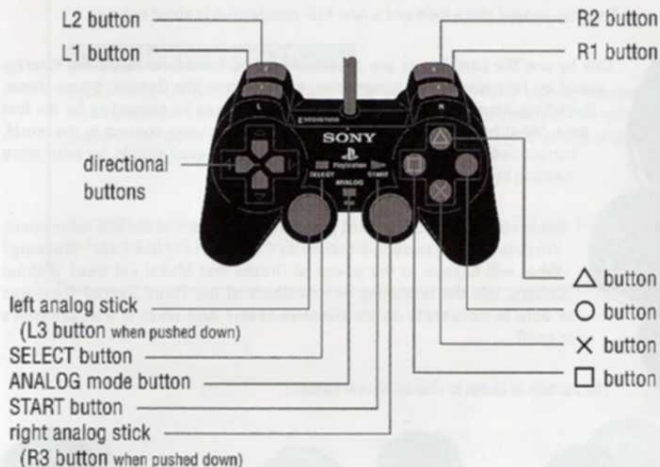 L2 button
L1 button
R2 button
R1 button
L
R
SONY
PlayStation
SELECT
START
ANALOG
directional
buttons
left analog stick
(L3 button when pushed down)
SELECT button
ANALOG mode button
START button
right analog stick
(R3 button when pushed down)
△ button
○ button
✕ button
□ button